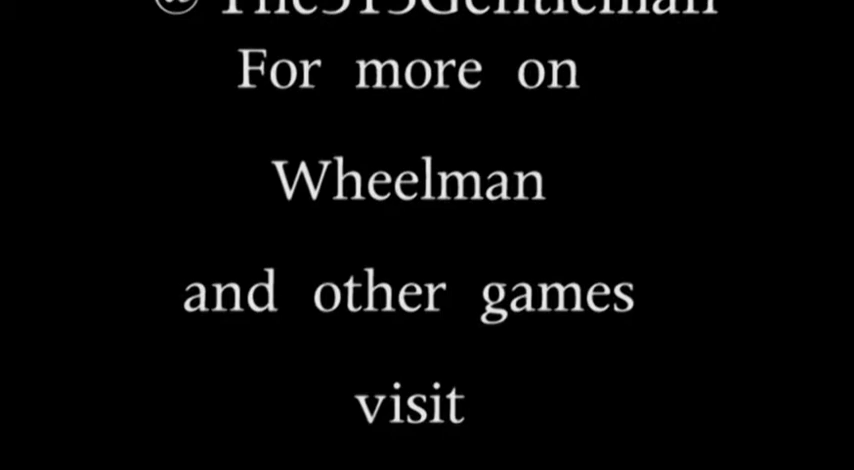 @
For more on
Wheelman
and other games
visit